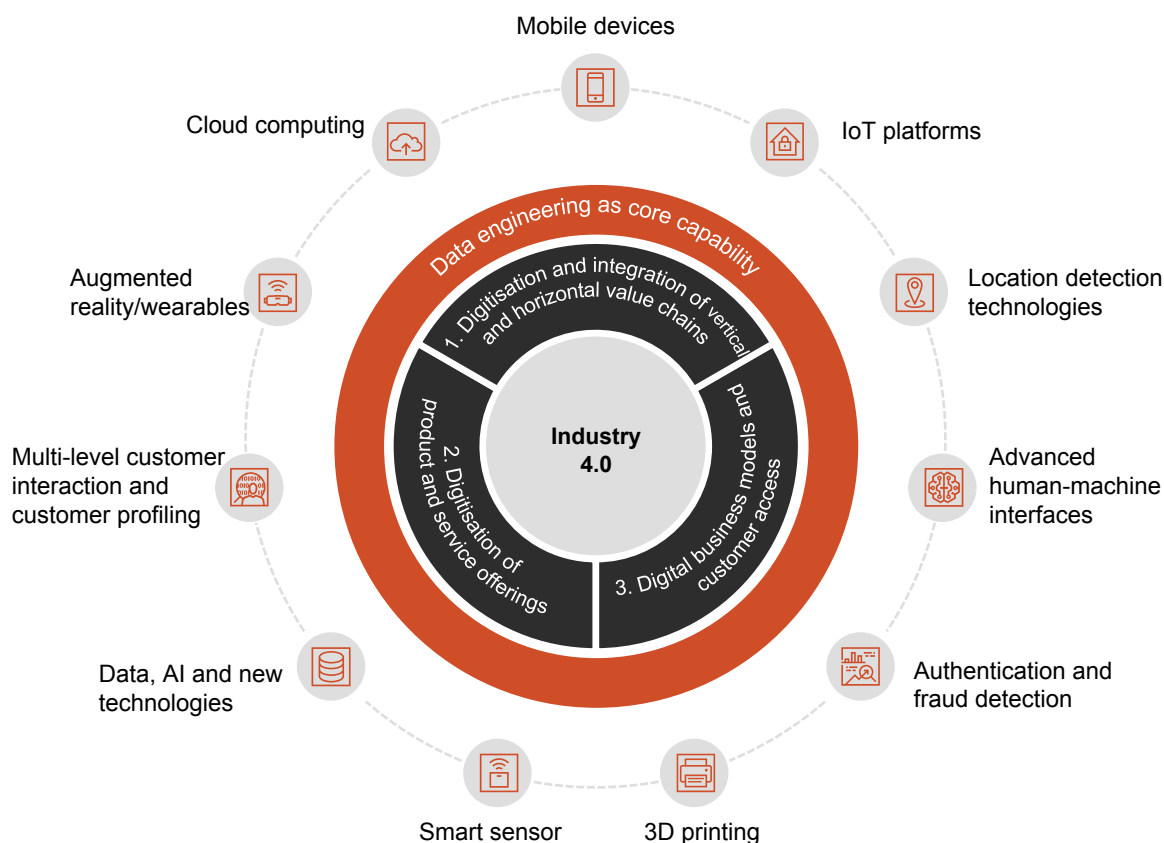 Mobile devices
Cloud computing
IoT platforms
Data engineering as core capability
1. Digitisation and integration of vertical
and horizontal value chains
Augmented
reality/wearables
Location detection
technologies
Industry
4.0
2. Digitisation of
product and service offerings
3. Digital business models and
customer access
Multi-level customer
interaction and
customer profiling
Advanced
human-machine
interfaces
Data, AI and new
technologies
Authentication and
fraud detection
Smart sensor
3D printing